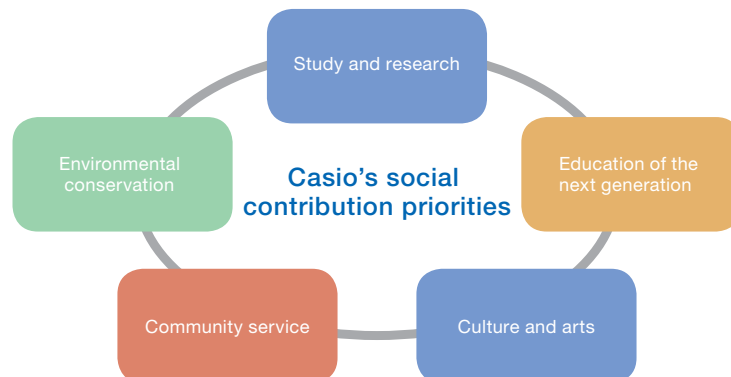 Study and research
Environmental
conservation
Casio's social
contribution priorities
Education of the
next generation
Community service
Culture and arts